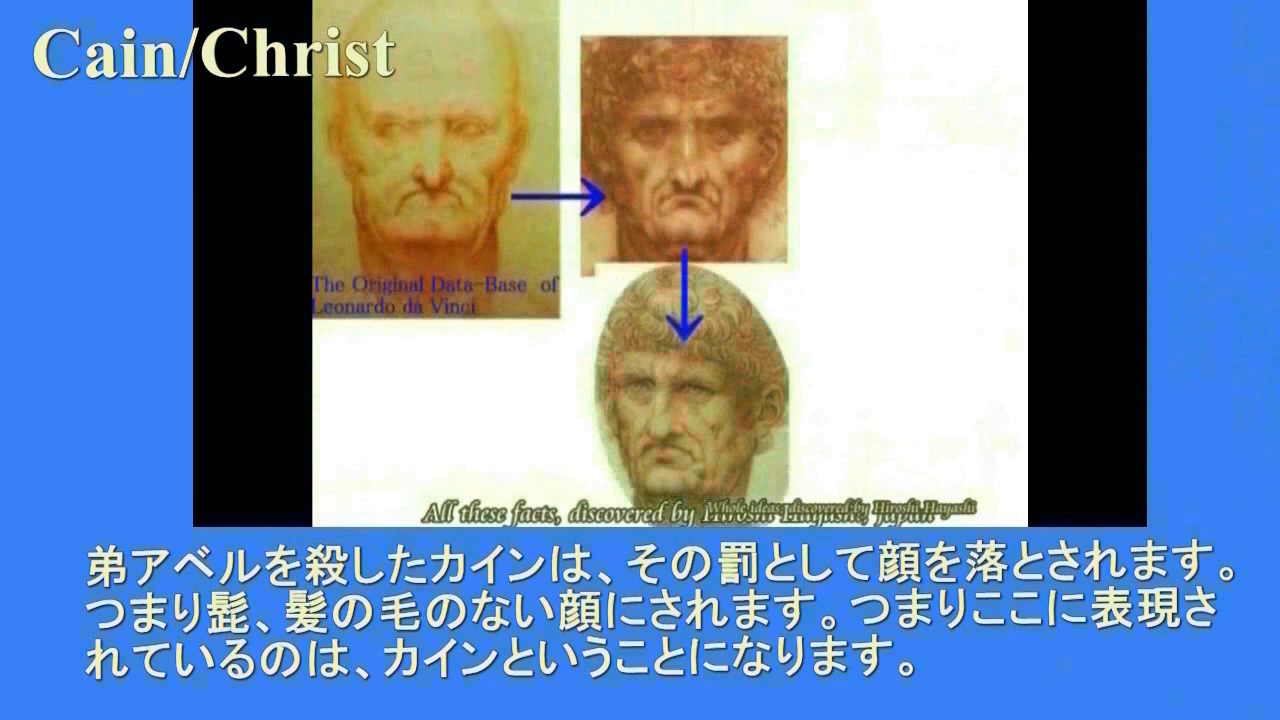 Cain/Christ
The Original Data-Base of
Leonardo da Vinci
All these facts, discovered by Hiroshi Hayashi, Japan
Whole ideas discovered by Hiroshi Hayashi
弟アベルを殺したカインは、その罰として顔を落とされます。
つまり髭、髪の毛のない顔にされます。つまりここに表現さ
れているのは、カインということになります。